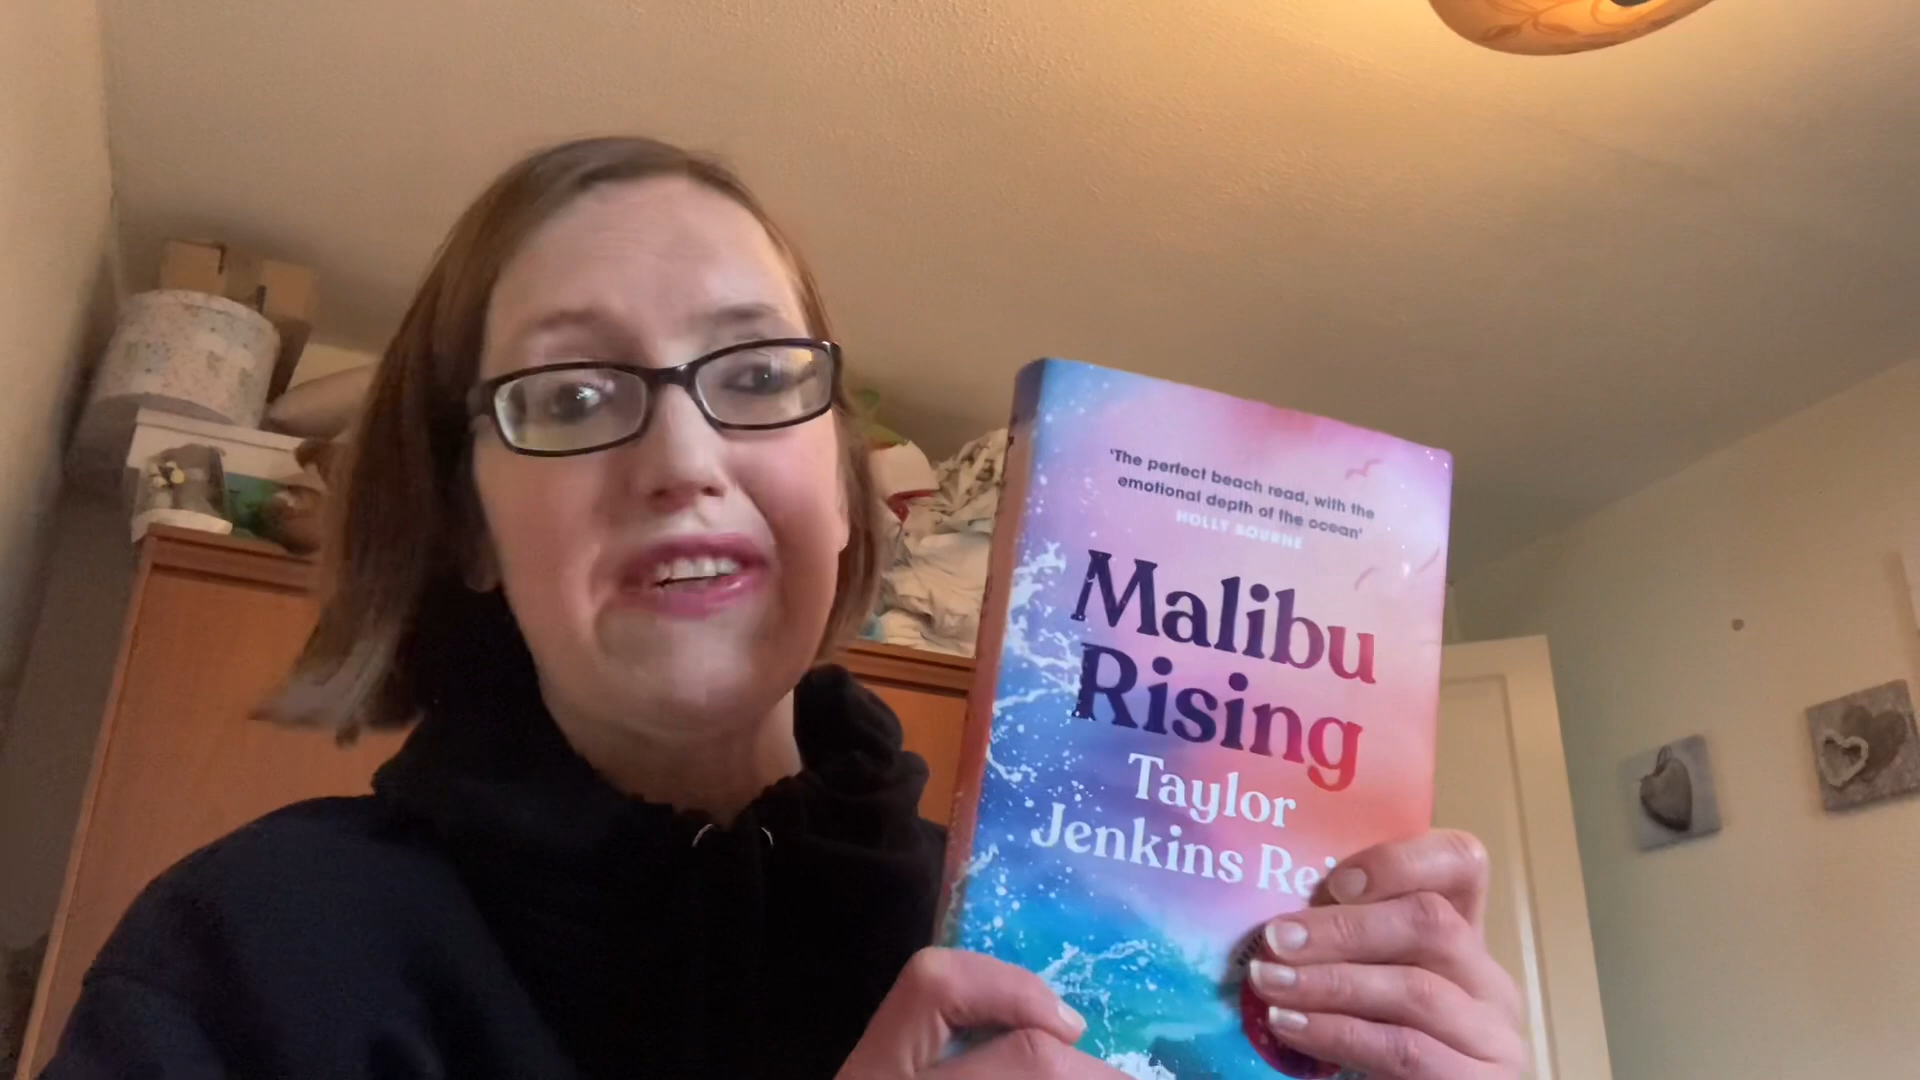 'The perfect beach read, with the
emotional depth of the ocean'
HOLLY BOURNE
Malibu
Rising
Taylor
Jenkins Rei